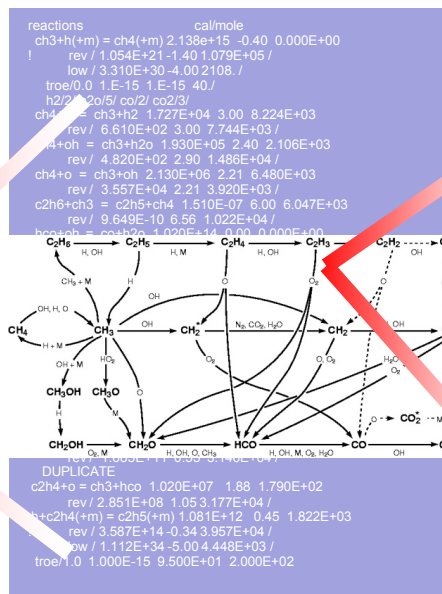 reactions cal/mole
ch3+h(+m) = ch4(+m) 2.138e+15 -0.40 0.000E+00
! rev / 1.054E+21 -1.40 1.079E+05 /
low / 3.310E+30 -4.00 2108. /
troe/0.0 1.E-15 1.E-15 40./
h2/2/ h2o/5/ co/2/ co2/3/
= ch3+h2 1.727E+04 3.00 8.224E+03
rev / 6.610E+02 3.00 7.744E+03 /
= ch3+h2o 1.930E+05 2.40 2.106E+03
rev / 4.820E+02 2.90 1.486E+04 /
ch4+o = ch3+oh 2.130E+06 2.21 6.480E+03
rev / 3.557E+04 2.21 3.920E+03 /
c2h6+ch3 = c2h5+ch4 1.510E-07 6.00 6.047E+03
rev / 9.649E-10 6.56 1.022E+04 /
hco+oh = co+h2o 1.020E+14 0.00 0.000E+00
C2H6 H, OH C2H5 H, M C2H4 H, OH C2H3 C2H2 OH
CH3 + M H O O2 O
OH, H, O OH
CH4 CH3 OH CH2* N2, CO2, H2O CH2 OH
H + M
OH + M HO2 O2 O, O2 H2O O2
CH3OH CH3O O
H M O CO2*
CH2OH O2, M CH2O H, OH, O, CH3 HCO H, OH, M, O2, H2O CO OH
DUPLICATE
c2h4+o = ch3+hco 1.020E+07 1.88 1.790E+02
rev / 2.851E+08 1.05 3.177E+04 /
h+c2h4(+m) = c2h5(+m) 1.081E+12 0.45 1.822E+03
rev / 3.587E+14 -0.34 3.957E+04 /
low / 1.112E+34 -5.00 4.448E+03 /
troe/1.0 1.000E-15 9.500E+01 2.000E+02